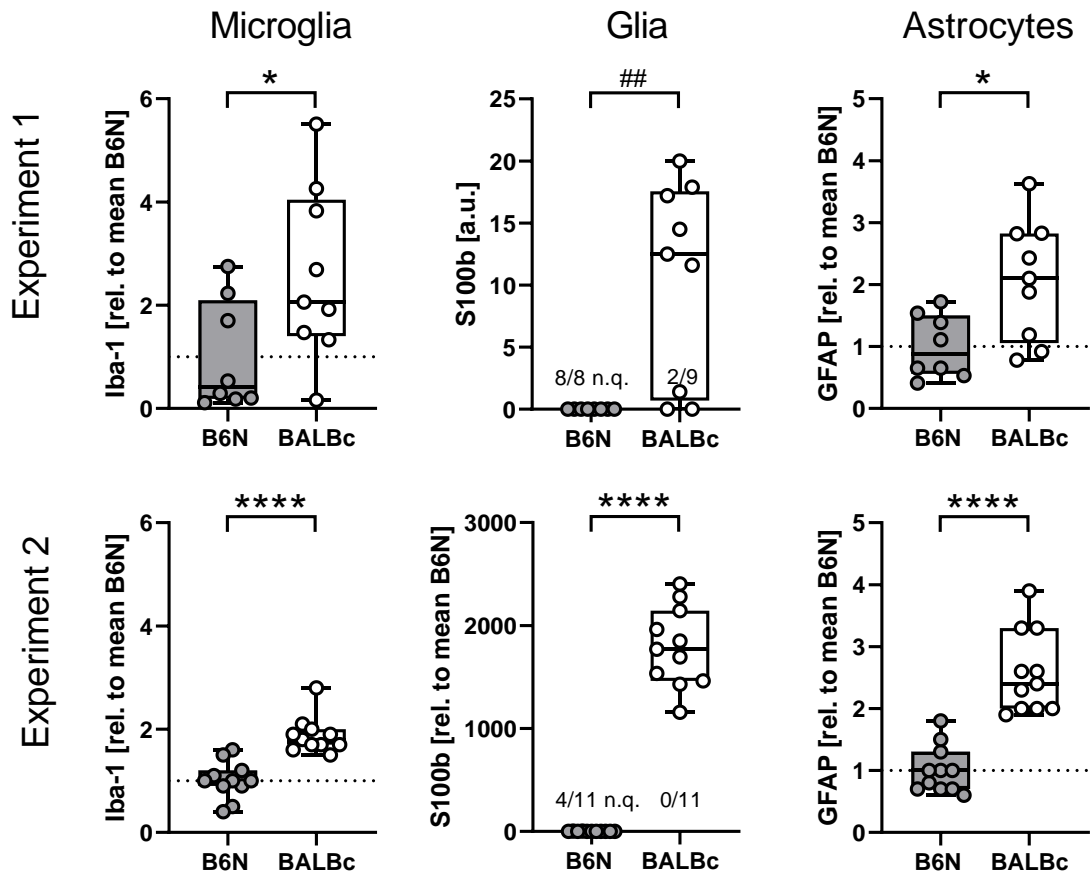 Microglia
Glia
Astrocytes
Experiment 1
Iba-1 [rel. to mean B6N]
6
4
2
0
*
B6N
BALBc
S100b [a.u.]
25
20
15
10
5
0
##
8/8 n.q.
2/9
B6N
BALBc
GFAP [rel. to mean B6N]
5
4
3
2
1
0
*
B6N
BALBc
Experiment 2
Iba-1 [rel. to mean B6N]
6
4
2
0
****
B6N
BALBc
S100b [rel. to mean B6N]
3000
2000
1000
0
****
4/11 n.q.
0/11
B6N
BALBc
GFAP [rel. to mean B6N]
5
4
3
2
1
0
****
B6N
BALBc